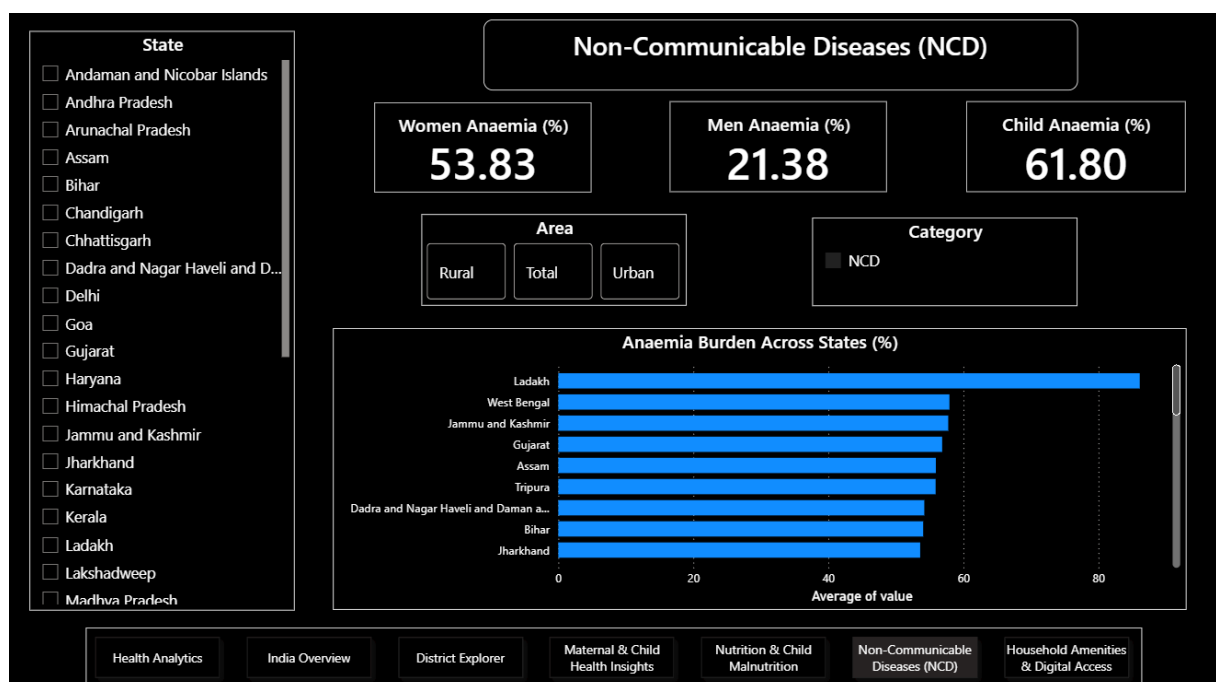 State
Andaman and Nicobar Islands
Andhra Pradesh
Arunachal Pradesh
Assam
Bihar
Chandigarh
Chhattisgarh
Dadra and Nagar Haveli and D...
Delhi
Goa
Gujarat
Haryana
Himachal Pradesh
Jammu and Kashmir
Jharkhand
Karnataka
Kerala
Ladakh
Lakshadweep
Madhya Pradesh
Non-Communicable Diseases (NCD)
Women Anaemia (%)
53.83
Men Anaemia (%)
21.38
Child Anaemia (%)
61.80
Area
Rural
Total
Urban
Category
NCD
Anaemia Burden Across States (%)
Ladakh
West Bengal
Jammu and Kashmir
Gujarat
Assam
Tripura
Dadra and Nagar Haveli and Daman a...
Bihar
Jharkhand
0 20 40 60 80
Average of value
Health Analytics
India Overview
District Explorer
Maternal & Child
Health Insights
Nutrition & Child
Malnutrition
Non-Communicable
Diseases (NCD)
Household Amenities
& Digital Access